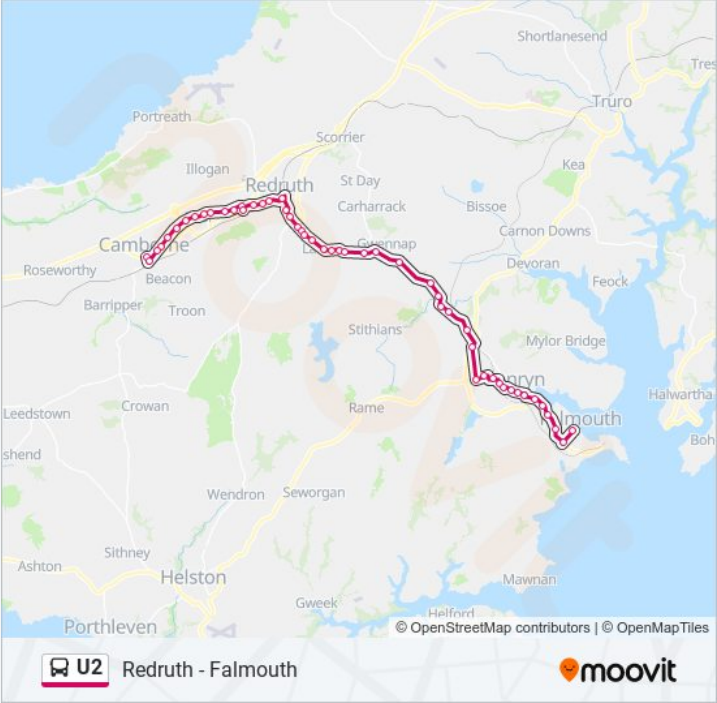 Shortlanesend
Tres
Truro
Portreath
Scorrier
Illogan
Kea
Redruth
St Day
Carharrack
Bissoe
Carnon Downs
Camborne
Gwennap
Roseworthy
Beacon
Devoran
Feock
Barripper
Troon
Stithians
Mylor Bridge
Penryn
Halwartha
Leedstown
Crowan
Rame
Falmouth
Boh
shend
Wendron
Seworgan
Sithney
Ashton
Helston
Mawnan
Gweek
Helford
Porthleven
© OpenStreetMap contributors | © OpenMapTiles
U2 Redruth - Falmouth
moovit